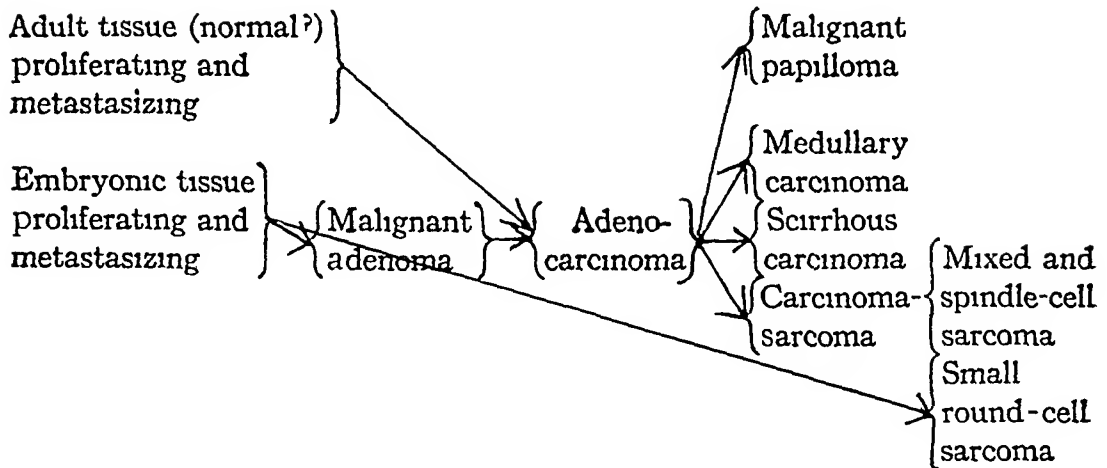 Adult tissue (normal?)
proliferating and
metastasizing
Embryonic tissue
proliferating and
metastasizing
Malignant
adenoma
Adeno-
carcinoma
Malignant
papilloma
Medullary
carcinoma
Scirrhous
carcinoma
Carcinoma-
sarcoma
Mixed and
spindle-cell
sarcoma
Small
round-cell
sarcoma